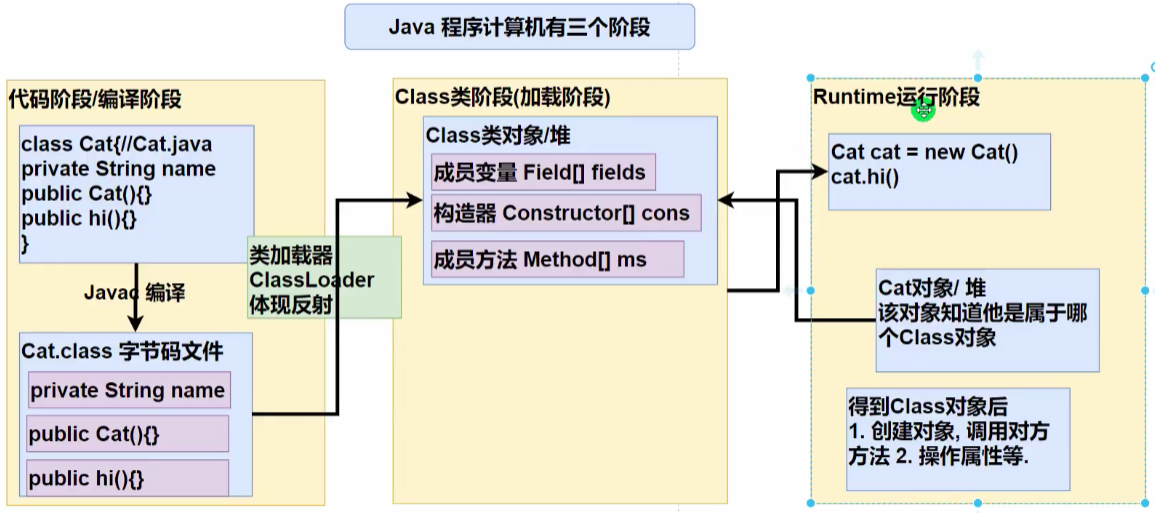 Java 程序计算机有三个阶段
代码阶段/编译阶段
class Cat{//Cat.java
private String name
public Cat(){}
public hi(){}
}
Javac 编译
Cat.class 字节码文件
private String name
public Cat(){}
public hi(){}
类加载器
ClassLoader
体现反射
Class类阶段(加载阶段)
Class类对象/堆
成员变量 Field[] fields
构造器 Constructor[] cons
成员方法 Method[] ms
Runtime运行阶段
Cat cat = new Cat()
cat.hi()
Cat对象/ 堆
该对象知道他是属于哪
个Class对象
得到Class对象后
1. 创建对象, 调用对方
方法 2. 操作属性等.